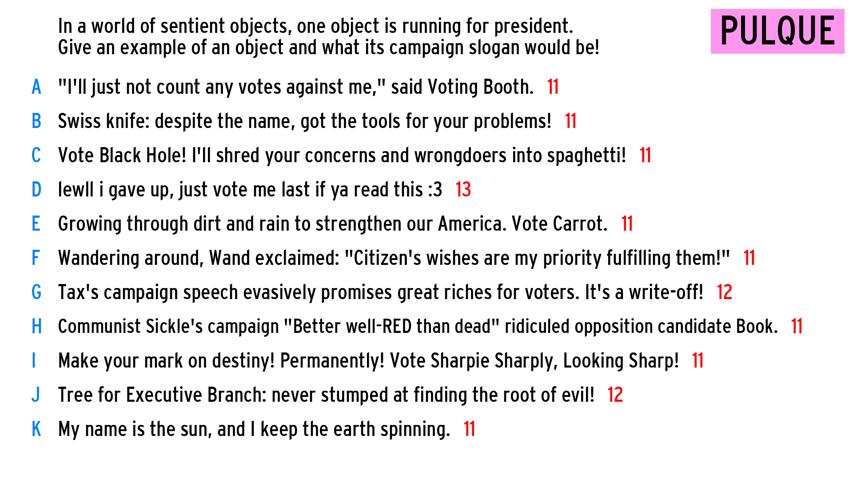 In a world of sentient objects, one object is running for president.
Give an example of an object and what its campaign slogan would be!
PULQUE
A "I'll just not count any votes against me," said Voting Booth. 11
B Swiss knife: despite the name, got the tools for your problems! 11
C Vote Black Hole! I'll shred your concerns and wrongdoers into spaghetti! 11
D lewll i gave up, just vote me last if ya read this :3 13
E Growing through dirt and rain to strengthen our America. Vote Carrot. 11
F Wandering around, Wand exclaimed: "Citizen's wishes are my priority fulfilling them!" 11
G Tax's campaign speech evasively promises great riches for voters. It's a write-off! 12
H Communist Sickle's campaign "Better well-RED than dead" ridiculed opposition candidate Book. 11
I Make your mark on destiny! Permanently! Vote Sharpie Sharply, Looking Sharp! 11
J Tree for Executive Branch: never stumped at finding the root of evil! 12
K My name is the sun, and I keep the earth spinning. 11